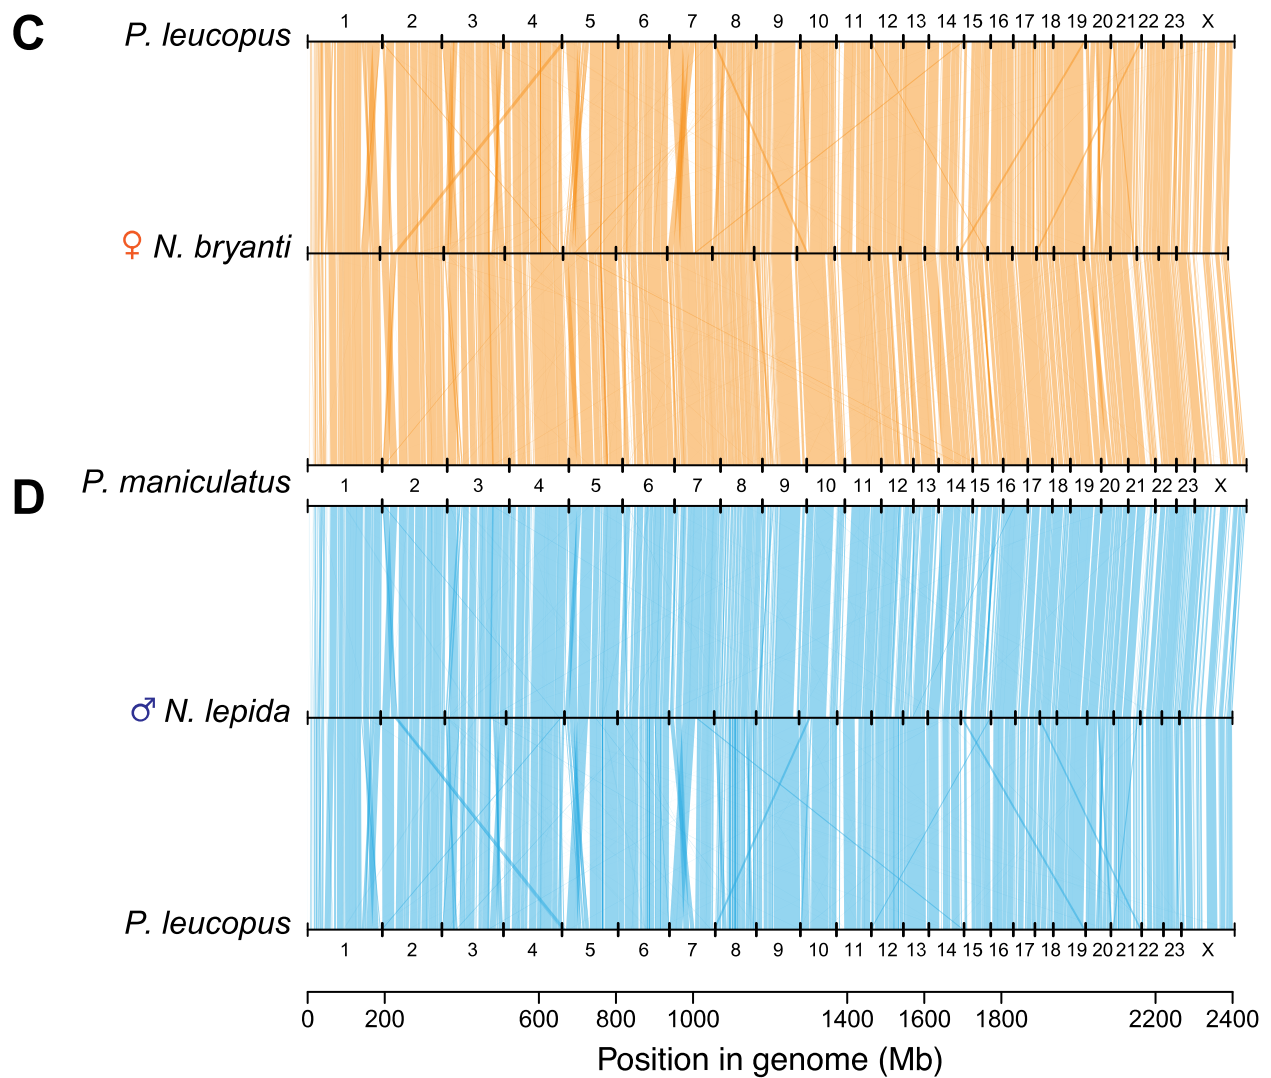 C
P. leucopus
1 2 3 4 5 6 7 8 9 10 11 12 13 14 15 16 17 18 19 20 21 22 23 X
♀ N. bryanti
P. maniculatus
1 2 3 4 5 6 7 8 9 10 11 12 13 14 15 16 17 18 19 20 21 22 23 X
D
♂ N. lepida
P. leucopus
1 2 3 4 5 6 7 8 9 10 11 12 13 14 15 16 17 18 19 20 21 22 23 X
0 200 600 800 1000 1400 1600 1800 2200 2400
Position in genome (Mb)